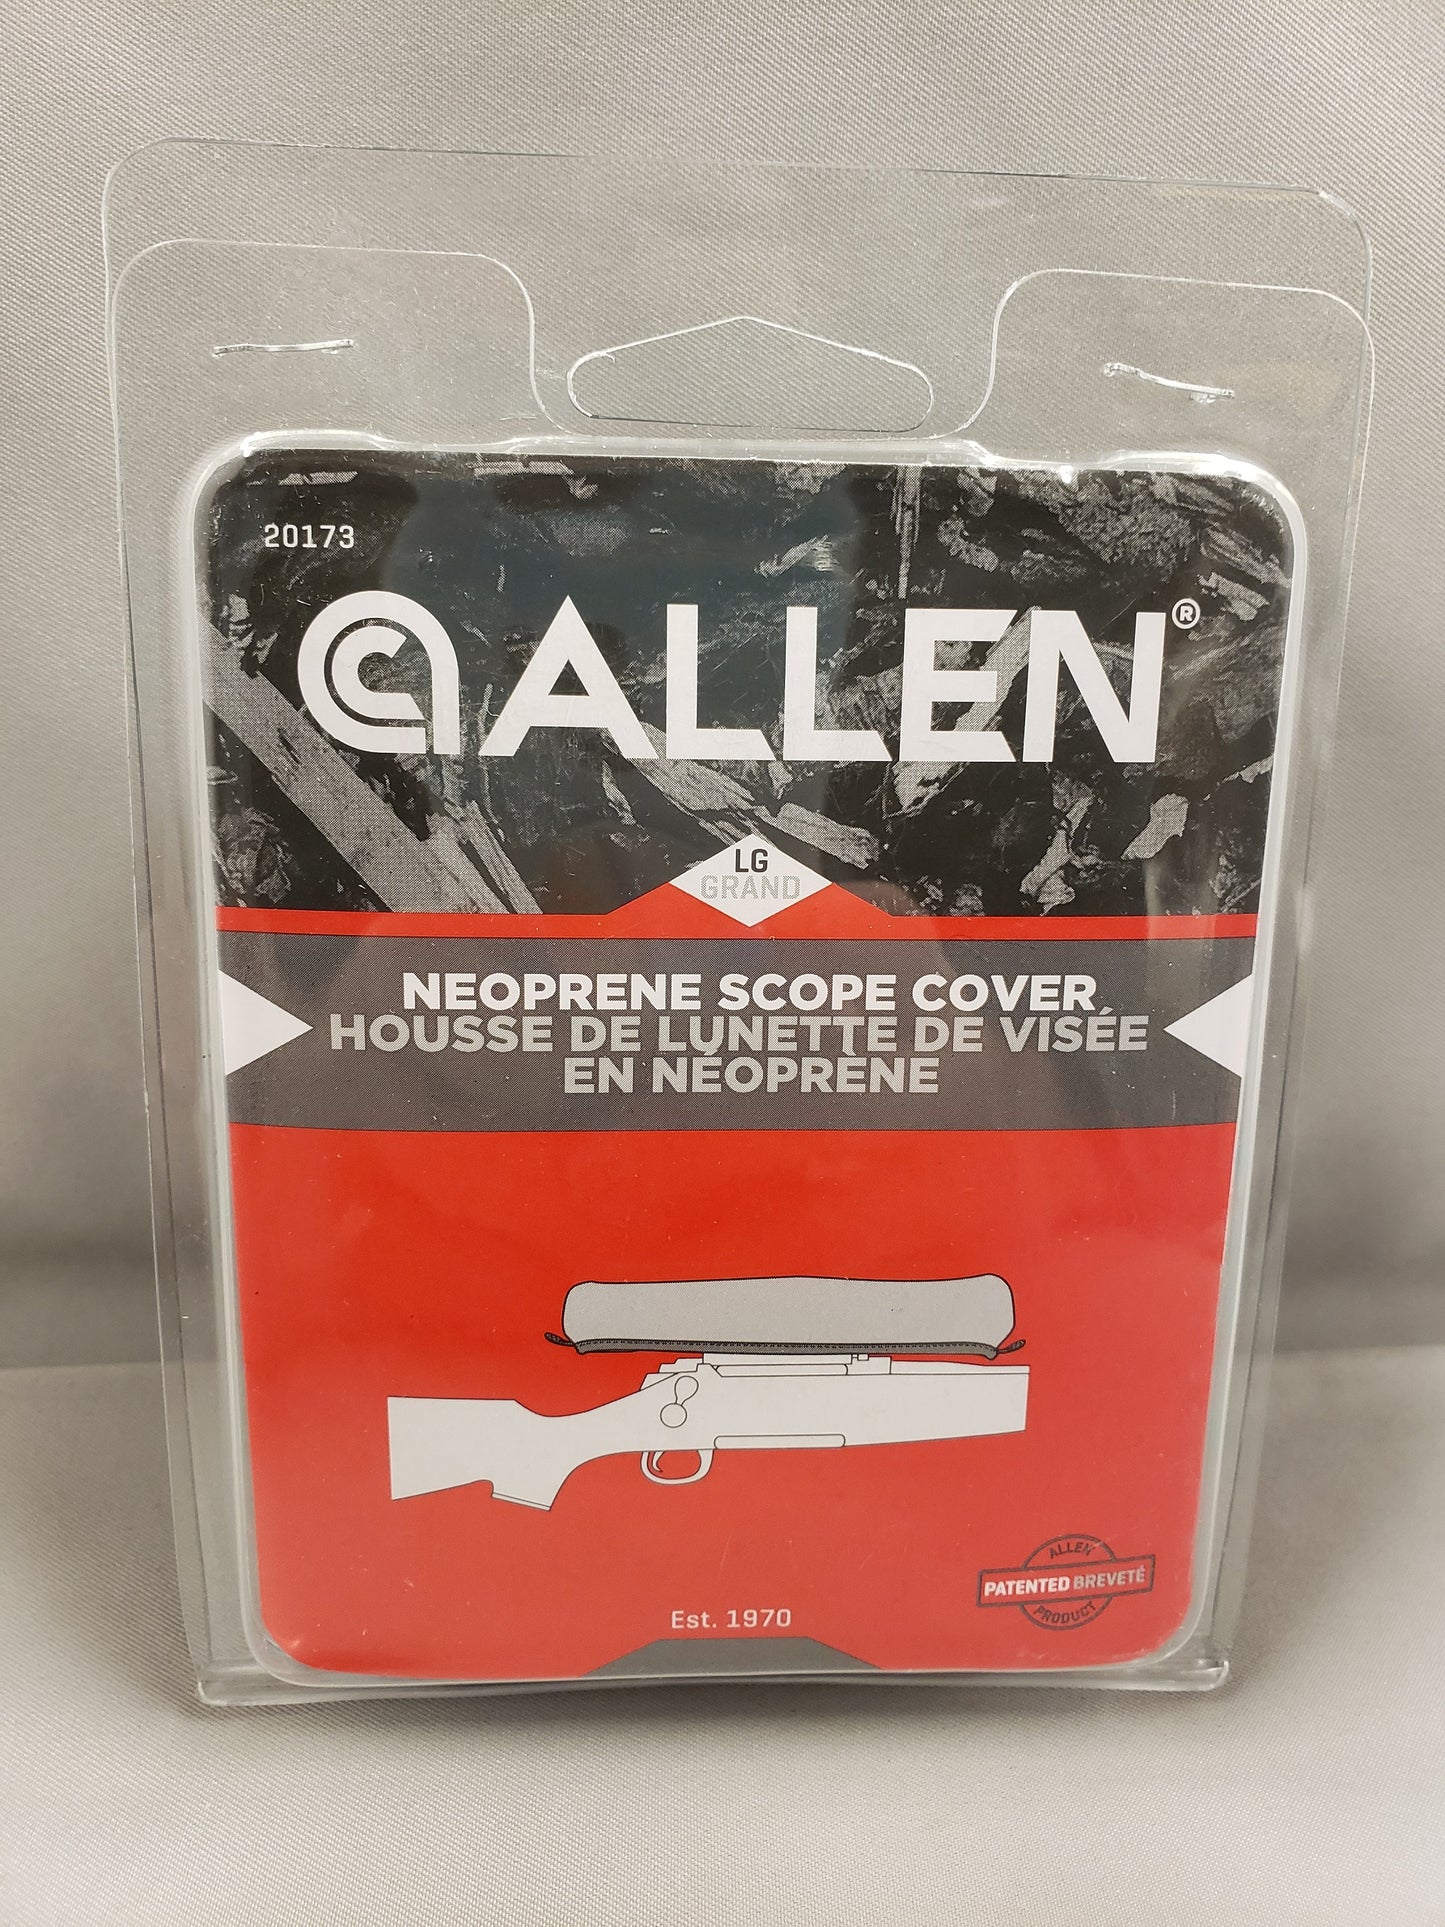 20173
ALLEN®
LG
GRAND
NEOPRENE SCOPE COVER
HOUSSE DE LUNETTE DE VISÉE
EN NÉOPRÈNE
ALLEN
PATENTED BREVETÉ
PRODUCT
Est. 1970